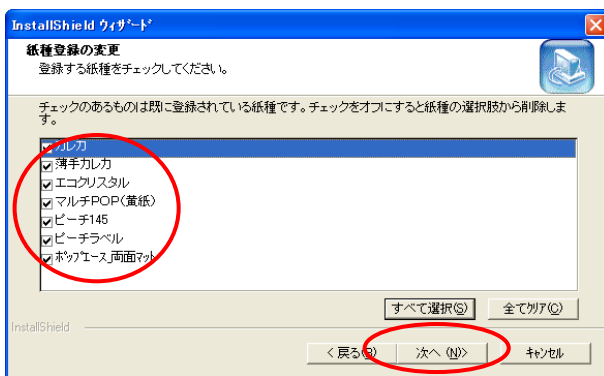 InstallShield ウィザード
紙種登録の変更
登録する紙種をチェックしてください。
チェックのあるものは既に登録されている紙種です。チェックをオフにすると紙種の選択肢から削除しま
す。
カレカ
薄手カレカ
エコクリスタル
マルチPOP(黄紙)
ピーチ145
ピーチラベル
ポップエース_両面マット
すべて選択(S)
全てクリア(C)
InstallShield
< 戻る(B)
次へ (N)>
キャンセル